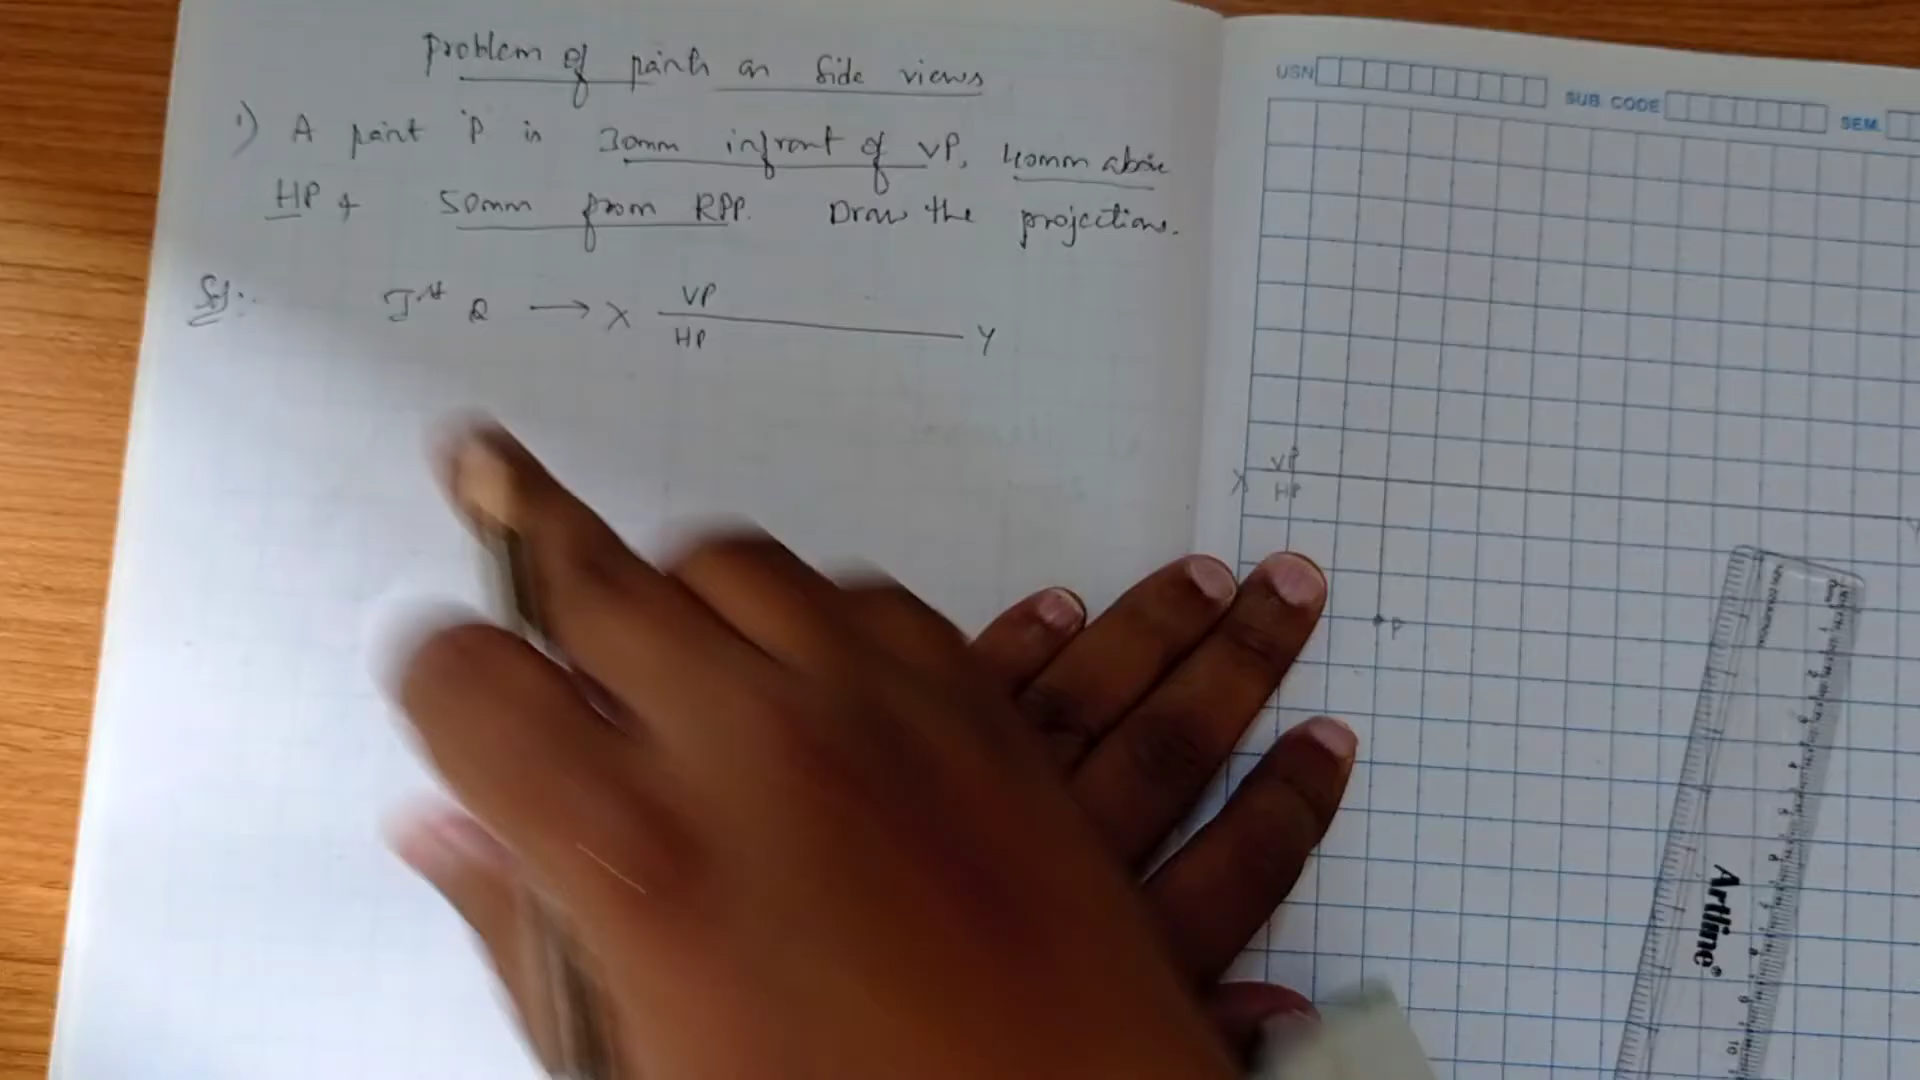 problem of points on side views
1) A point 'P' is 30mm infront of VP, 40mm above
HP & 50mm from RPP. Draw the projections.
Sol:-
Ist Q → X VP Y
HP
USN
SUB CODE
SEM.
X VP
HP
P
Artline®
10